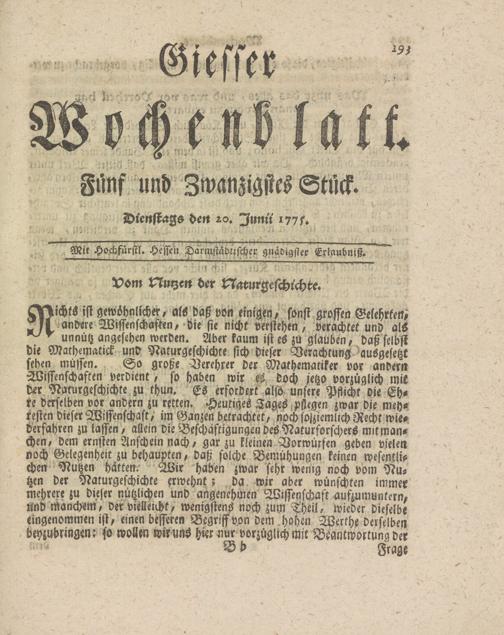 293
Giesser
Wochenblatt.
Fünf und Zwanzigstes Stück.
Dienstags den 20. Junii 1775.
Mit Hochfürstl. Hessen Darmstädtischer gnädigster Erlaubniß.
Vom Nutzen der Naturgeschichte.
Nichts ist gewöhnlicher, als daß von einigen, sonst grossen Gelehrten,
andere Wissenschaften, die sie nicht verstehen, verachtet und als
unnütz angesehen werden. Aber kaum ist es zu glauben, daß selbst
die Mathematick und Naturgeschichte sich dieser Verachtung ausgesetzt
sehen müssen. So große Verehrer der Mathematiker vor andern
Wissenschaften verdient, so haben wir es doch jetzo vorzüglich mit
der Naturgeschichte zu thun. Es erfordert also unsere Pflicht die Eh-
re derselben vor andern zu retten. Heutiges Tages pflegen zwar die meh-
resten dieser Wissenschaft, im Ganzen betrachtet, noch so ziemlich Recht wie-
derfahren zu lassen, allein die Beschäftigungen des Naturforschers mit man-
chen, dem ernsten Anschein nach, gar zu kleinen Vorwürfen geben vielen
noch Gelegenheit zu behaupten, daß solche Bemühungen keinen wesentli-
chen Nutzen hätten. Wir haben zwar sehr wenig noch vom Nu-
tzen der Naturgeschichte erwehnt; da wir aber wünschten immer
mehrere zu dieser nützlichen und angenehmen Wissenschaft aufzumuntern,
und manchem, der vielleicht, wenigstens noch zum Theil, wieder dieselbe
eingenommen ist, einen besseren Begriff von dem hohen Werthe derselben
beyzubringen: so wollen wir uns hier nur vorzüglich mit Beantwortung der
B b
Frage